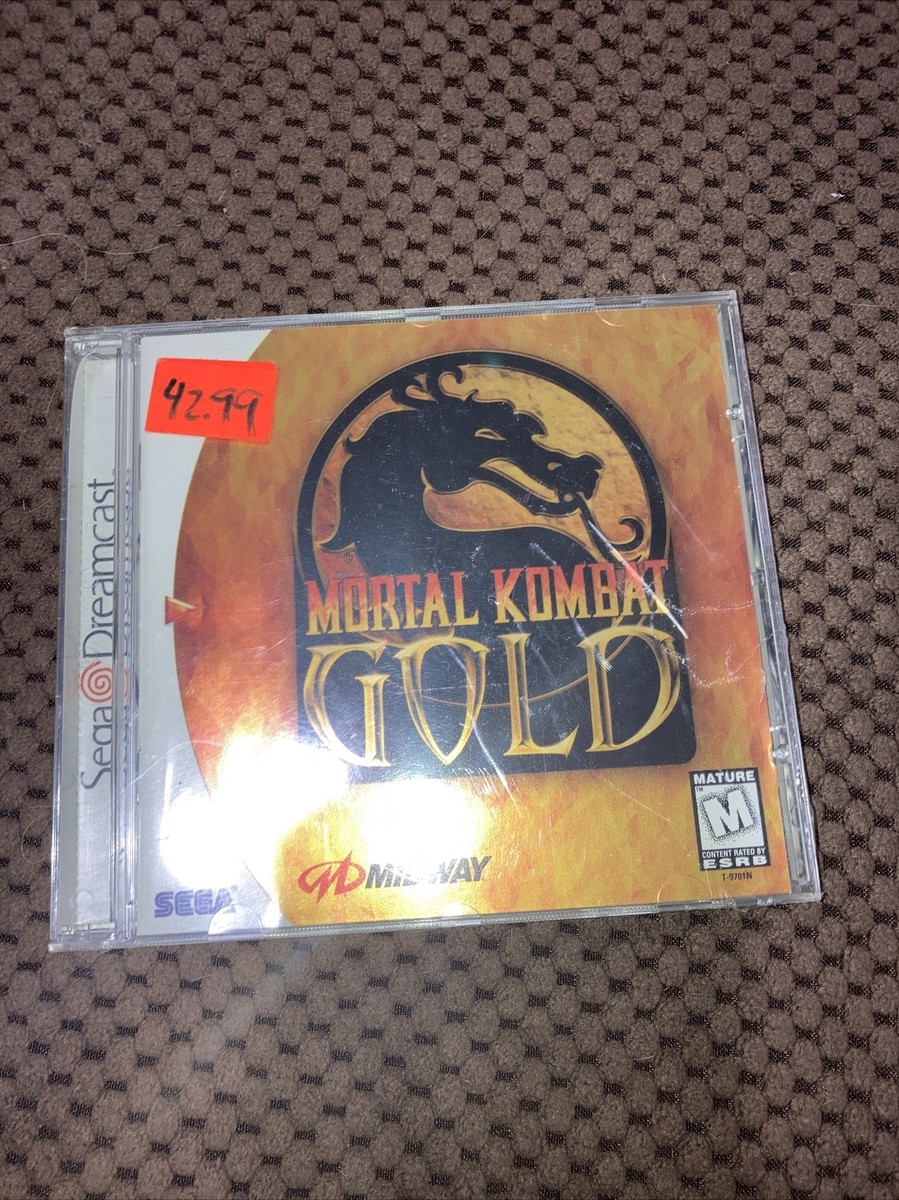 42.99
Sega Dreamcast
MORTAL KOMBAT
GOLD
MATURE
M
CONTENT RATED BY
ESRB
T-9701N
MIDWAY
SEGA